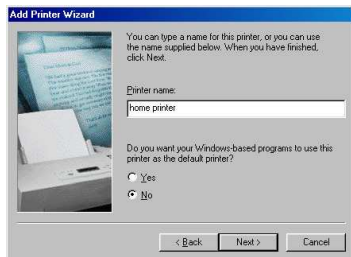 Add Printer Wizard
You can type a name for this printer, or you can use
the name supplied below. When you have finished,
click Next.
Printer name:
home printer
Do you want your Windows-based programs to use this
printer as the default printer?
Yes
No
< Back
Next >
Cancel